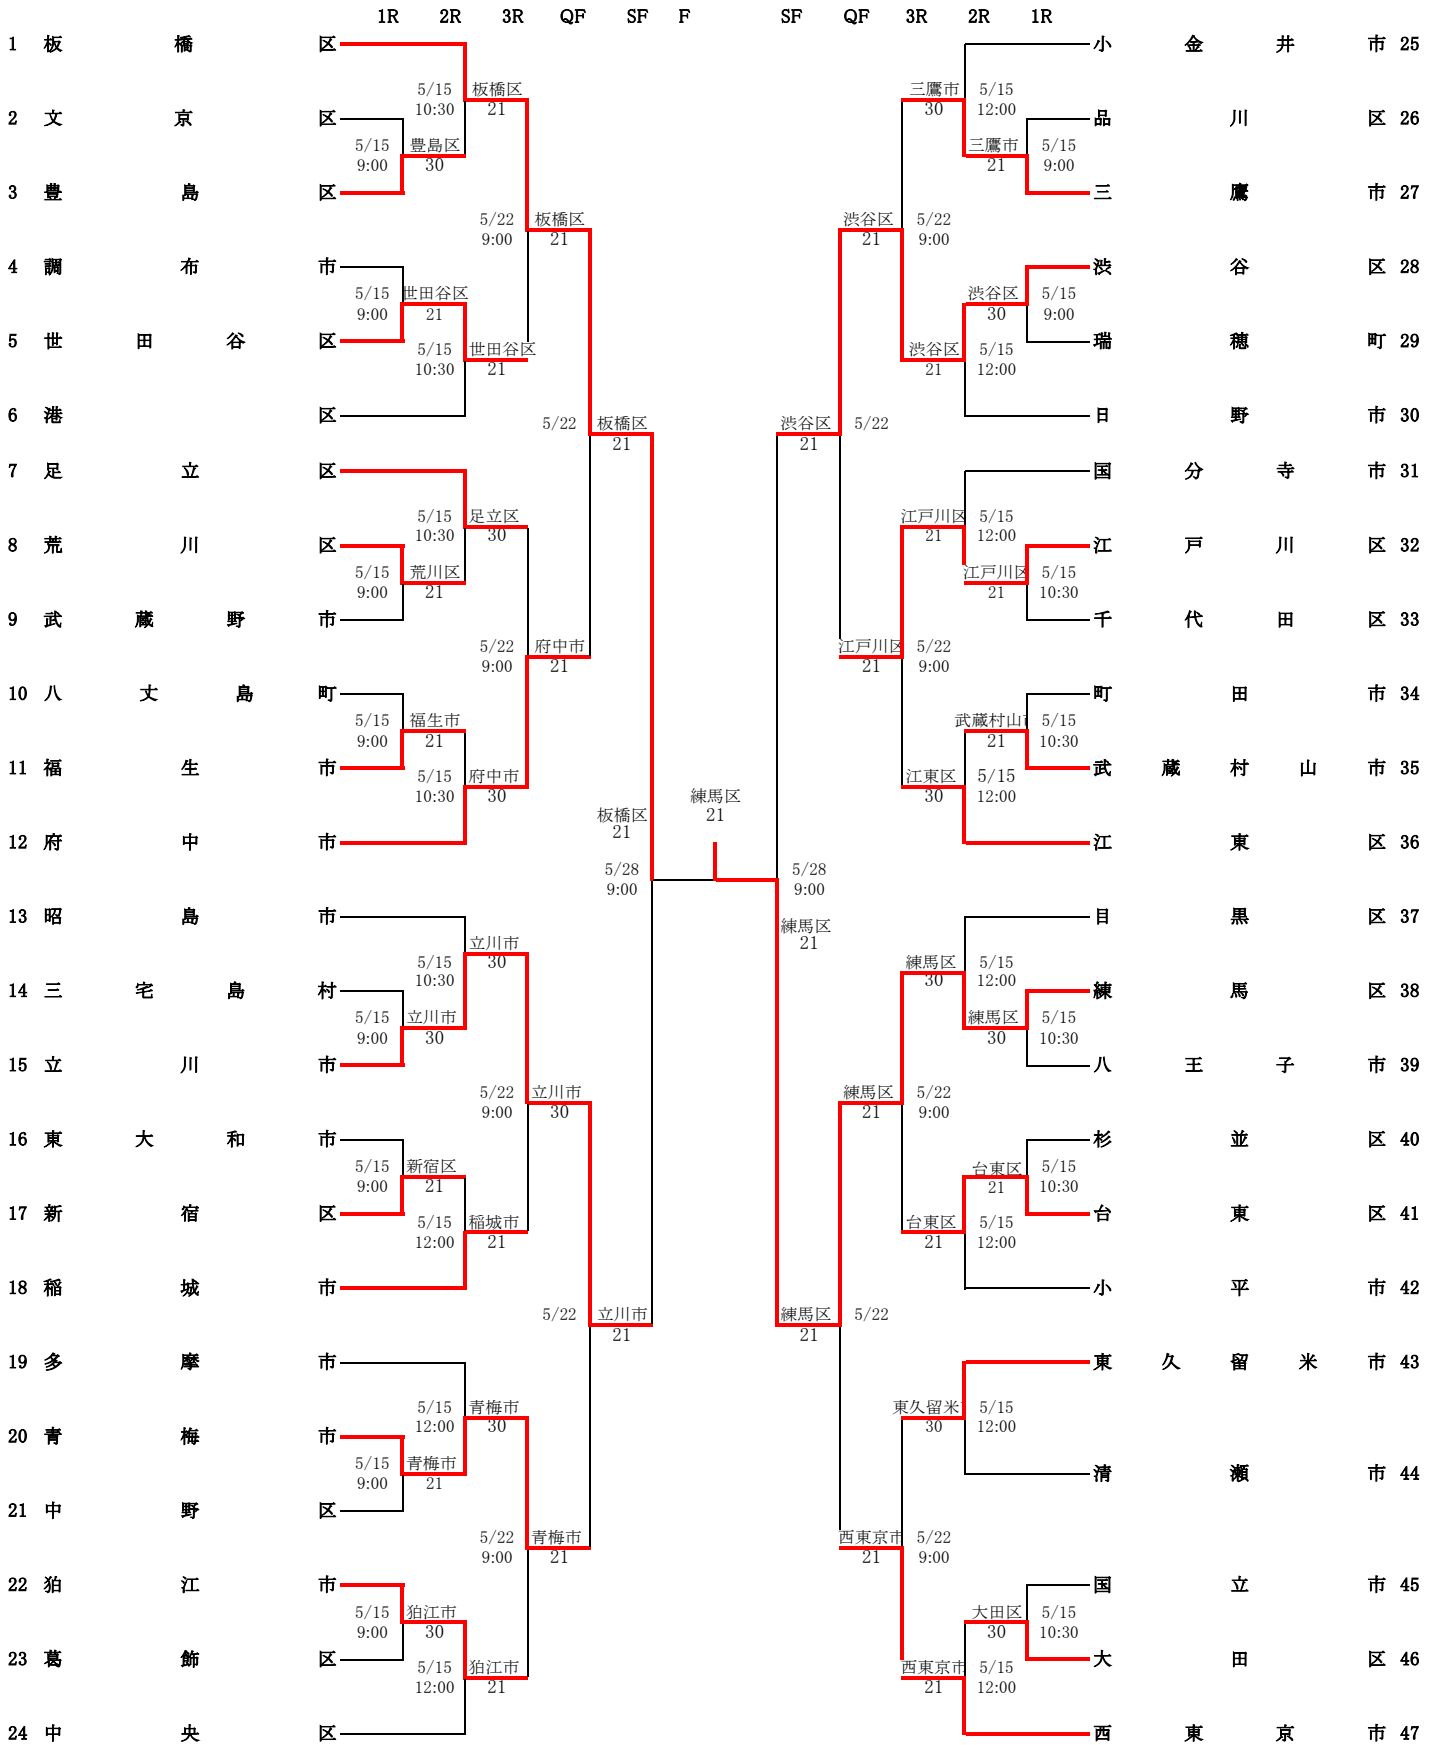 1R 2R 3R QF SF F SF QF 3R 2R 1R
1 板橋区 小金井市 25
5/15 板橋区 三鷹市 5/15
10:30 21 30 12:00
2 文京区 品川区 26
5/15 豊島区 三鷹市 5/15
9:00 30 21 9:00
3 豊島区 三鷹市 27
5/22 板橋区 渋谷区 5/22
9:00 21 21 9:00
4 調布市 渋谷区 28
5/15 世田谷区 渋谷区 5/15
9:00 21 30 9:00
5 世田谷区 瑞穂町 29
5/15 世田谷区 渋谷区 5/15
10:30 21 21 12:00
6 港区 日野市 30
5/22 板橋区 渋谷区 5/22
21 21
7 足立区 国分寺市 31
5/15 足立区 江戸川区 5/15
10:30 30 21 12:00
8 荒川区 江戸川区 32
5/15 荒川区 江戸川区 5/15
9:00 21 21 10:30
9 武蔵野市 千代田区 33
5/22 府中市 江戸川区 5/22
9:00 21 21 9:00
10 八丈島町 町田市 34
5/15 福生市 武蔵村山 5/15
9:00 21 21 10:30
11 福生市 武蔵村山市 35
5/15 府中市 江東区 5/15
10:30 30 30 12:00
練馬区
板橋区 21
21
12 府中市 江東区 36
5/28 5/28
9:00 9:00
13 昭島市 目黒区 37
練馬区
21
立川市 練馬区 5/15
5/15 30 30 12:00
10:30
14 三宅島村 練馬区 38
5/15 立川市 練馬区 5/15
9:00 30 30 10:30
15 立川市 八王子市 39
5/22 立川市 練馬区 5/22
9:00 30 21 9:00
16 東大和市 杉並区 40
5/15 新宿区 台東区 5/15
9:00 21 21 10:30
17 新宿区 台東区 41
5/15 稲城市 台東区 5/15
12:00 21 21 12:00
18 稲城市 小平市 42
5/22 立川市 練馬区 5/22
21 21
19 多摩市 東久留米市 43
5/15 青梅市 東久留米 5/15
12:00 30 30 12:00
20 青梅市 清瀬市 44
5/15 青梅市
9:00 21
21 中野区
5/22 青梅市 西東京市 5/22
9:00 21 21 9:00
22 狛江市 国立市 45
5/15 狛江市 大田区 5/15
9:00 30 30 10:30
23 葛飾区 大田区 46
5/15 狛江市 西東京市 5/15
12:00 21 21 12:00
24 中央区 西東京市 47